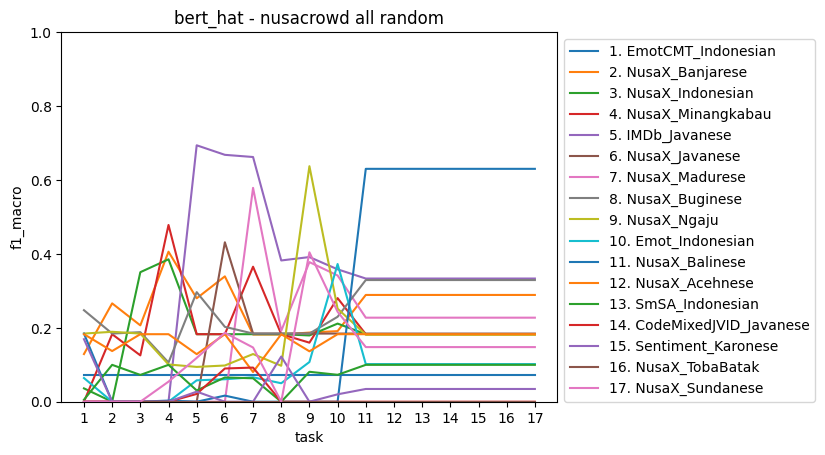 bert_hat - nusacrowd all random
f1_macro
1.0
0.8
0.6
0.4
0.2
0.0
1 2 3 4 5 6 7 8 9 10 11 12 13 14 15 16 17
task
1. EmotCMT_Indonesian
2. NusaX_Banjarese
3. NusaX_Indonesian
4. NusaX_Minangkabau
5. IMDb_Javanese
6. NusaX_Javanese
7. NusaX_Madurese
8. NusaX_Buginese
9. NusaX_Ngaju
10. Emot_Indonesian
11. NusaX_Balinese
12. NusaX_Acehnese
13. SmSA_Indonesian
14. CodeMixedJVID_Javanese
15. Sentiment_Karonese
16. NusaX_TobaBatak
17. NusaX_Sundanese